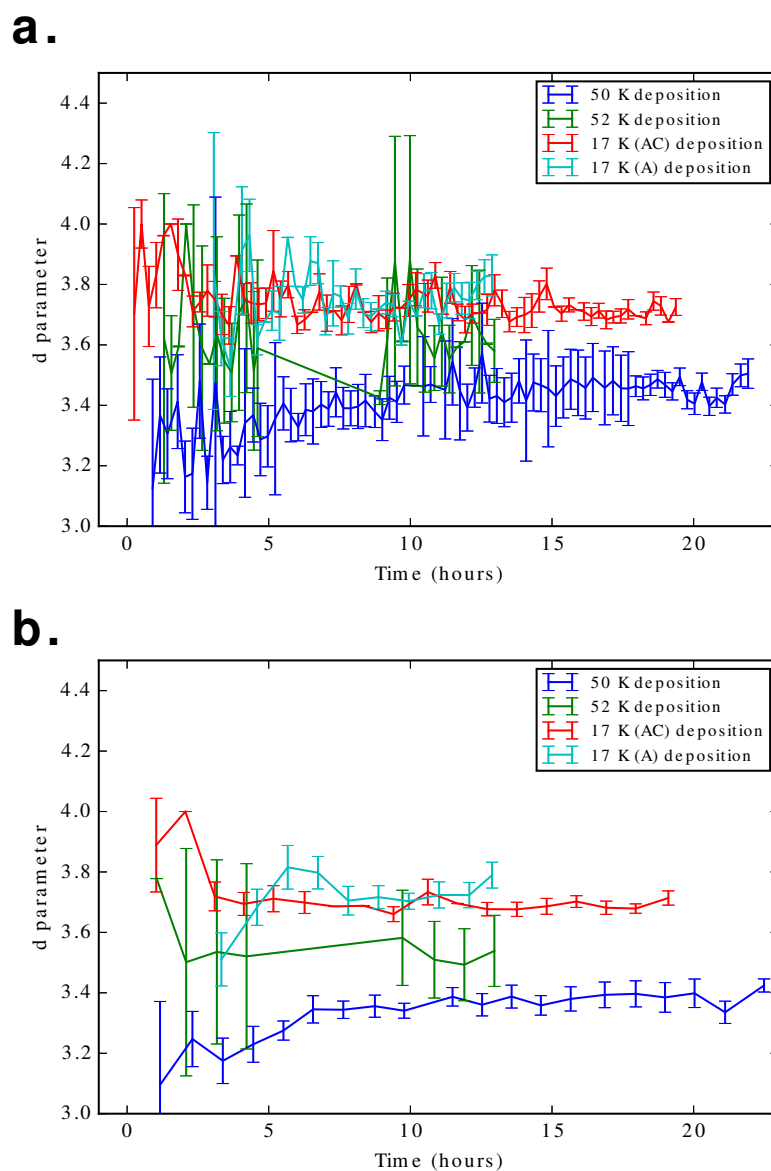 a.
4.4
4.2
4.0
3.8
3.6
3.4
3.2
3.0
d parameter
50 K deposition
52 K deposition
17 K (AC) deposition
17 K (A) deposition
0 5 10 15 20
Time (hours)
b.
4.4
4.2
4.0
3.8
3.6
3.4
3.2
3.0
d parameter
50 K deposition
52 K deposition
17 K (AC) deposition
17 K (A) deposition
0 5 10 15 20
Time (hours)